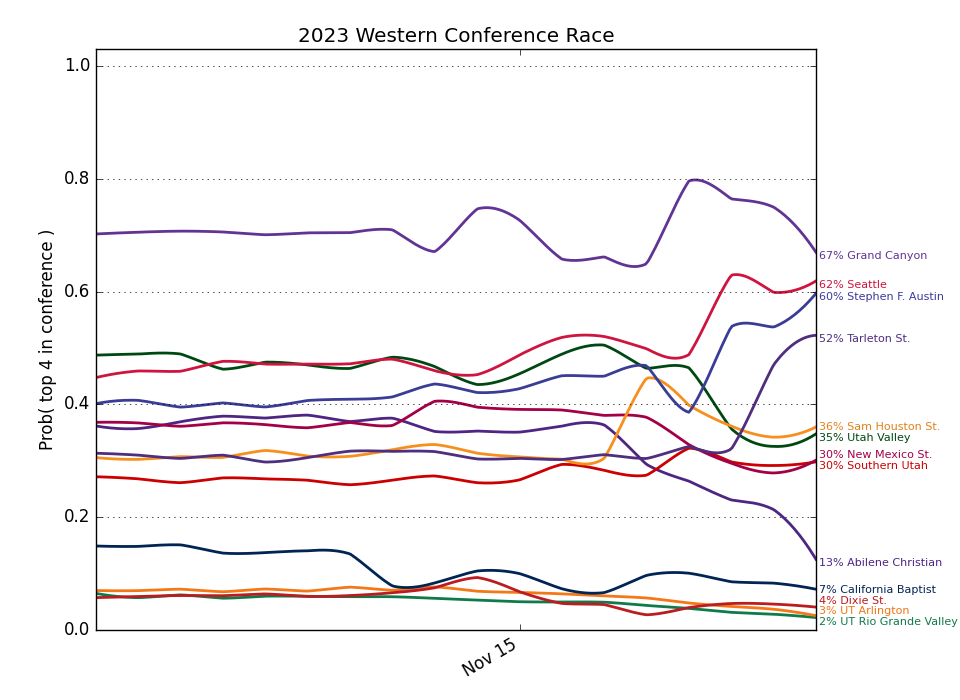 2023 Western Conference Race
Prob( top 4 in conference )
1.0
0.8
0.6
0.4
0.2
0.0
Nov 15
67% Grand Canyon
62% Seattle
60% Stephen F. Austin
52% Tarleton St.
36% Sam Houston St.
35% Utah Valley
30% New Mexico St.
30% Southern Utah
13% Abilene Christian
7% California Baptist
4% Dixie St.
3% UT Arlington
2% UT Rio Grande Valley